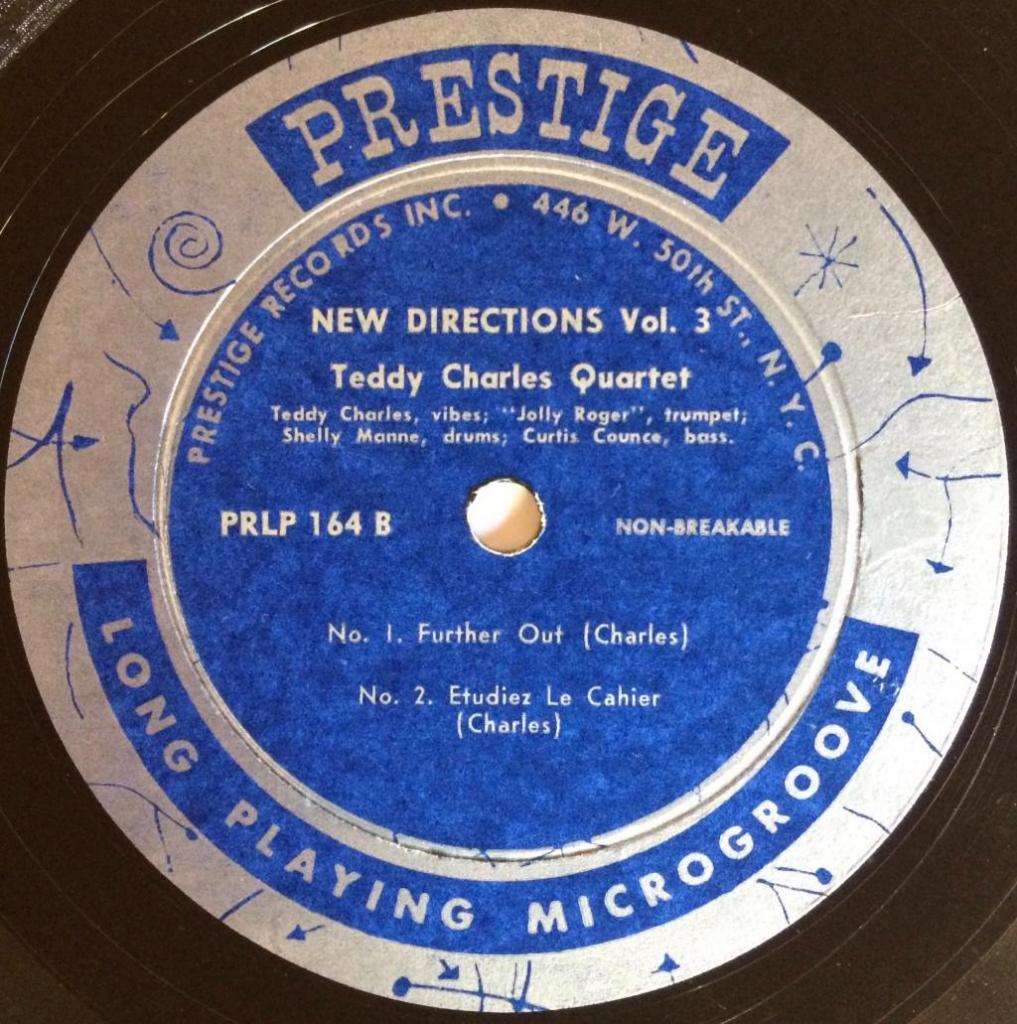 PRESTIGE
PRESTIGE RECORDS INC. • 446 W. 50th ST., N. Y. C.
NEW DIRECTIONS Vol. 3
Teddy Charles Quartet
Teddy Charles, vibes; "Jolly Roger", trumpet;
Shelly Manne, drums; Curtis Counce, bass.
PRLP 164 B
NON-BREAKABLE
No. 1. Further Out (Charles)
No. 2. Etudiez Le Cahier
(Charles)
LONG PLAYING MICROGROOVE